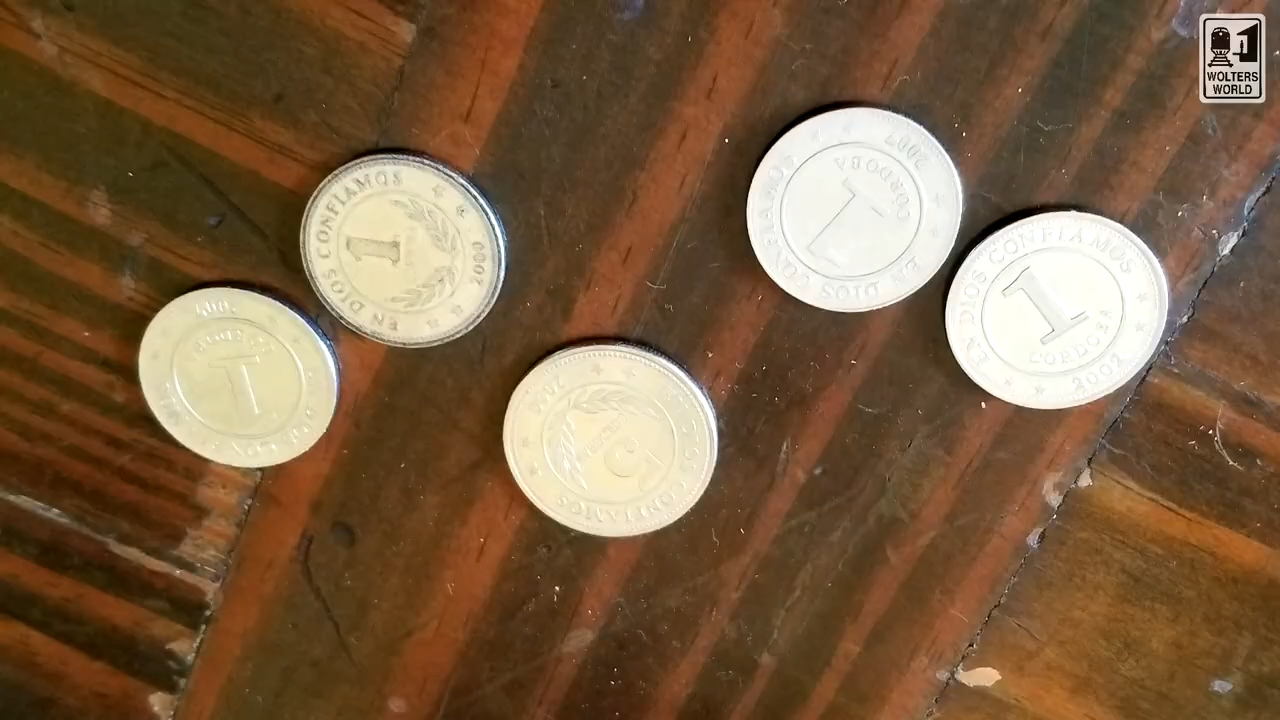 WOLTERS
WORLD
EN DIOS CONFIAMOS
1
2000
1
EN DIOS CONFIAMOS
5
EN DIOS CONFIAMOS
1
CORDOBA
2007
EN DIOS CONFIAMOS
1
CORDOBA
2002